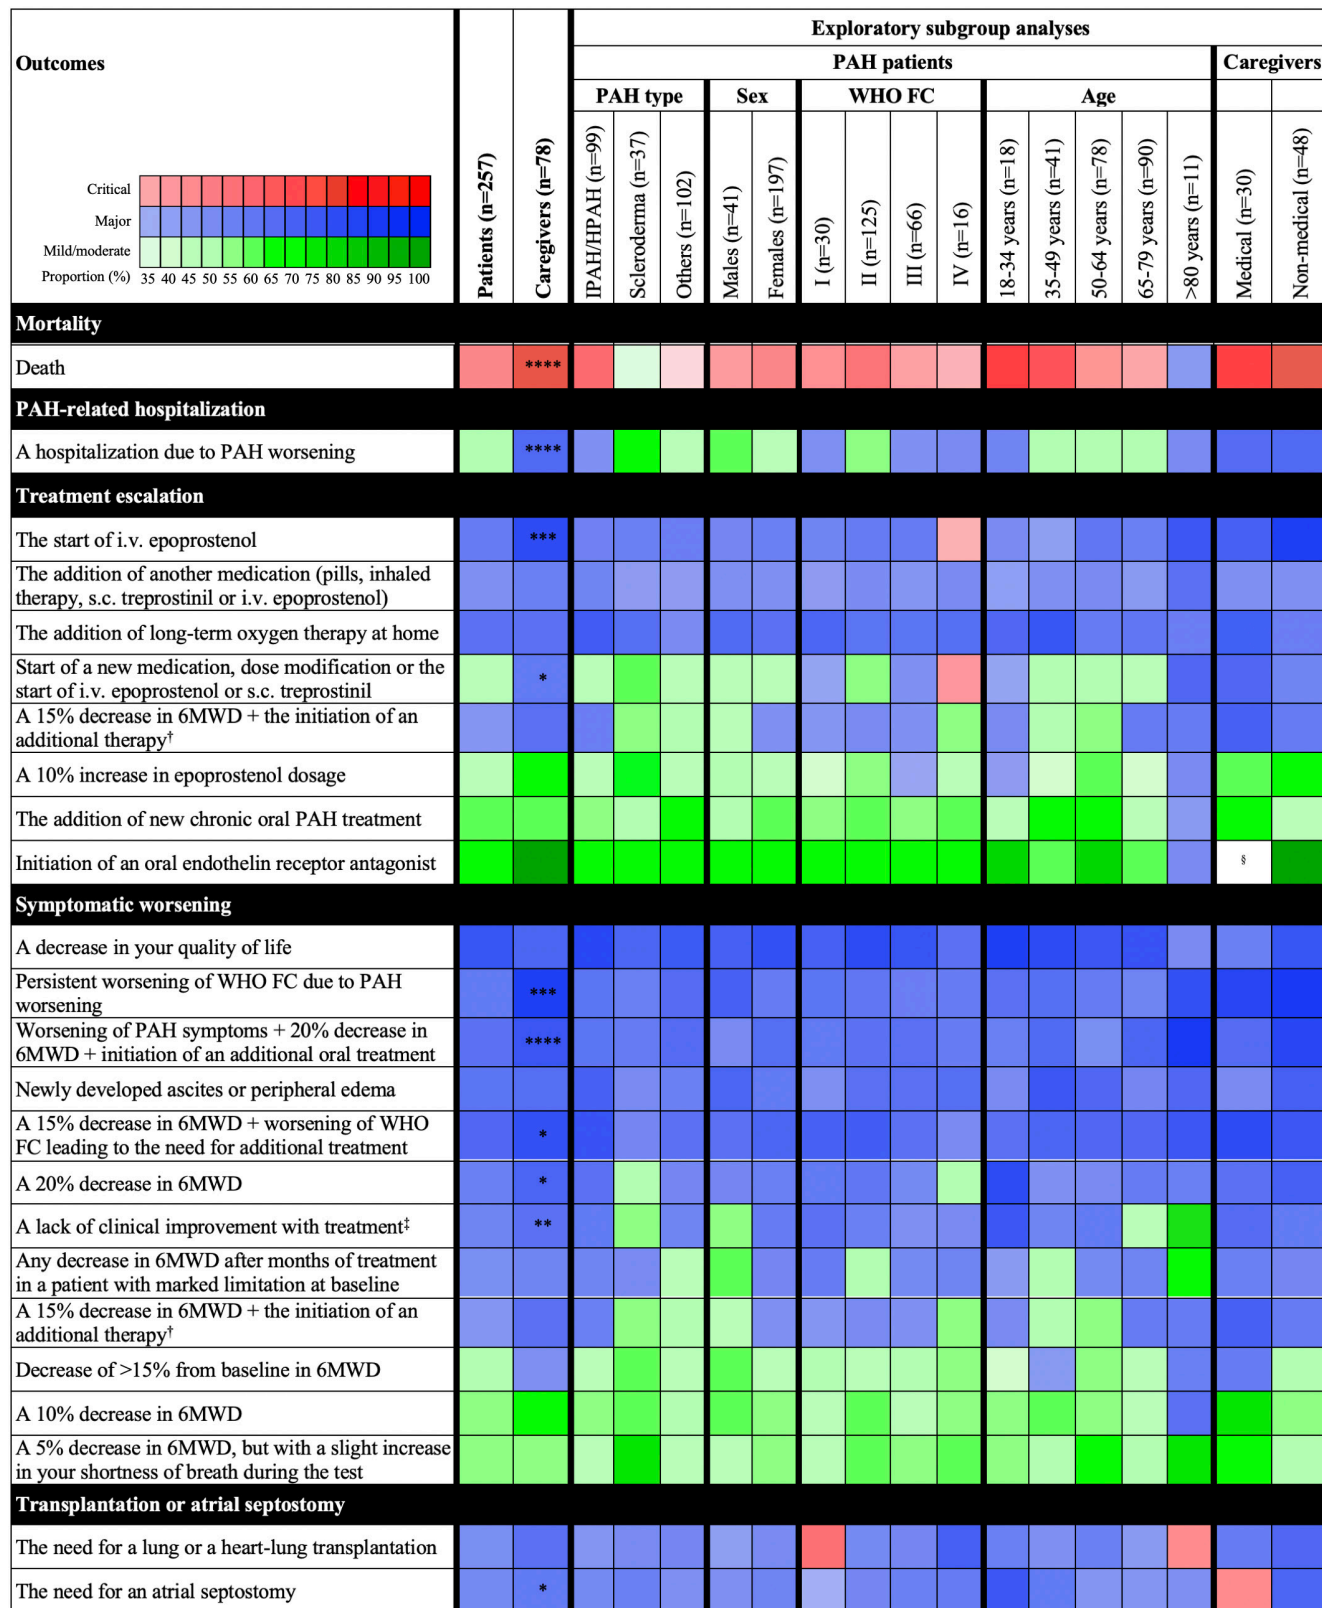 Exploratory subgroup analyses
Outcomes
PAH patients
Caregivers
PAH type
Sex
WHO FC
Age
Patients (n=257)
Caregivers (n=78)
IPAH/HPAH (n=99)
Scleroderma (n=37)
Others (n=102)
Males (n=41)
Females (n=197)
I (n=30)
II (n=125)
III (n=66)
IV (n=16)
18-34 years (n=18)
35-49 years (n=41)
50-64 years (n=78)
65-79 years (n=90)
>80 years (n=11)
Medical (n=30)
Non-medical (n=48)
Critical
Major
Mild/moderate
Proportion (%) 35 40 45 50 55 60 65 70 75 80 85 90 95 100
Mortality
Death ****
PAH-related hospitalization
A hospitalization due to PAH worsening ****
Treatment escalation
The start of i.v. epoprostenol ***
The addition of another medication (pills, inhaled
therapy, s.c. treprostinil or i.v. epoprostenol)
The addition of long-term oxygen therapy at home
Start of a new medication, dose modification or the
start of i.v. epoprostenol or s.c. treprostinil *
A 15% decrease in 6MWD + the initiation of an
additional therapy†
A 10% increase in epoprostenol dosage
The addition of new chronic oral PAH treatment
Initiation of an oral endothelin receptor antagonist §
Symptomatic worsening
A decrease in your quality of life
Persistent worsening of WHO FC due to PAH
worsening ***
Worsening of PAH symptoms + 20% decrease in
6MWD + initiation of an additional oral treatment ****
Newly developed ascites or peripheral edema
A 15% decrease in 6MWD + worsening of WHO
FC leading to the need for additional treatment *
A 20% decrease in 6MWD *
A lack of clinical improvement with treatment‡ **
Any decrease in 6MWD after months of treatment
in a patient with marked limitation at baseline
A 15% decrease in 6MWD + the initiation of an
additional therapy†
Decrease of >15% from baseline in 6MWD
A 10% decrease in 6MWD
A 5% decrease in 6MWD, but with a slight increase
in your shortness of breath during the test
Transplantation or atrial septostomy
The need for a lung or a heart-lung transplantation
The need for an atrial septostomy *